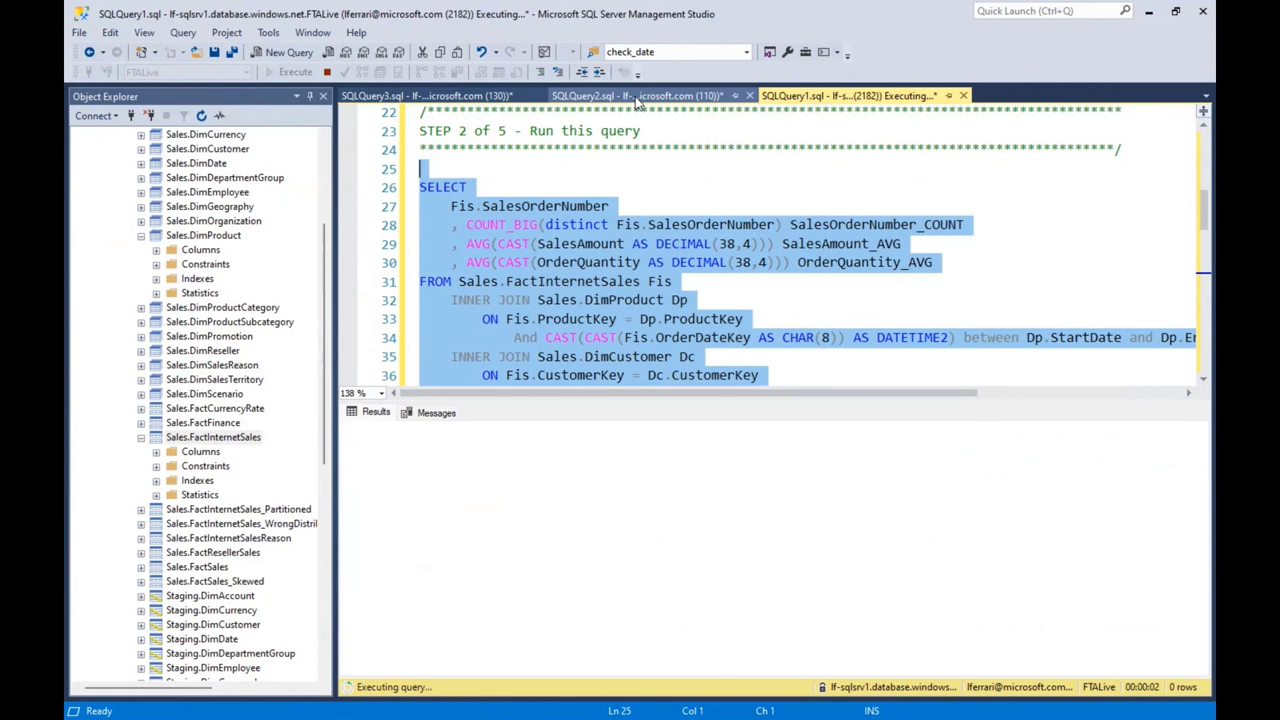 SQLQuery1.sql - lf-sqlsrv1.database.windows.net.FTALive (lferrari@microsoft.com (2182)) Executing...* - Microsoft SQL Server Management Studio
Quick Launch (Ctrl+Q)
File Edit View Query Project Tools Window Help
New Query
check_date
FTALive
Execute
Object Explorer
SQLQuery3.sql - lf-...icrosoft.com (130))*
SQLQuery2.sql - lf-...icrosoft.com (110))*
SQLQuery1.sql - lf-s...(2182)) Executing...*
Connect
Sales.DimCurrency
Sales.DimCustomer
Sales.DimDate
Sales.DimDepartmentGroup
Sales.DimEmployee
Sales.DimGeography
Sales.DimOrganization
Sales.DimProduct
Columns
Constraints
Indexes
Statistics
Sales.DimProductCategory
Sales.DimProductSubcategory
Sales.DimPromotion
Sales.DimReseller
Sales.DimSalesReason
Sales.DimSalesTerritory
Sales.DimScenario
Sales.FactCurrencyRate
Sales.FactFinance
Sales.FactInternetSales
Columns
Constraints
Indexes
Statistics
Sales.FactInternetSales_Partitioned
Sales.FactInternetSales_WrongDistri
Sales.FactInternetSalesReason
Sales.FactResellerSales
Sales.FactSales
Sales.FactSales_Skewed
Staging.DimAccount
Staging.DimCurrency
Staging.DimCustomer
Staging.DimDate
Staging.DimDepartmentGroup
Staging.DimEmployee
22 /****************************************************************************************
23 STEP 2 of 5 - Run this query
24 ****************************************************************************************/
25
26 SELECT
27 Fis.SalesOrderNumber
28 , COUNT_BIG(distinct Fis.SalesOrderNumber) SalesOrderNumber_COUNT
29 , AVG(CAST(SalesAmount AS DECIMAL(38,4))) SalesAmount_AVG
30 , AVG(CAST(OrderQuantity AS DECIMAL(38,4))) OrderQuantity_AVG
31 FROM Sales.FactInternetSales Fis
32 INNER JOIN Sales.DimProduct Dp
33 ON Fis.ProductKey = Dp.ProductKey
34 And CAST(CAST(Fis.OrderDateKey AS CHAR(8)) AS DATETIME2) between Dp.StartDate and Dp.En
35 INNER JOIN Sales.DimCustomer Dc
36 ON Fis.CustomerKey = Dc.CustomerKey
138 %
Results Messages
Executing query...
lf-sqlsrv1.database.windows... lferrari@microsoft.com... FTALive 00:00:02 0 rows
Ready
Ln 25 Col 1 Ch 1 INS